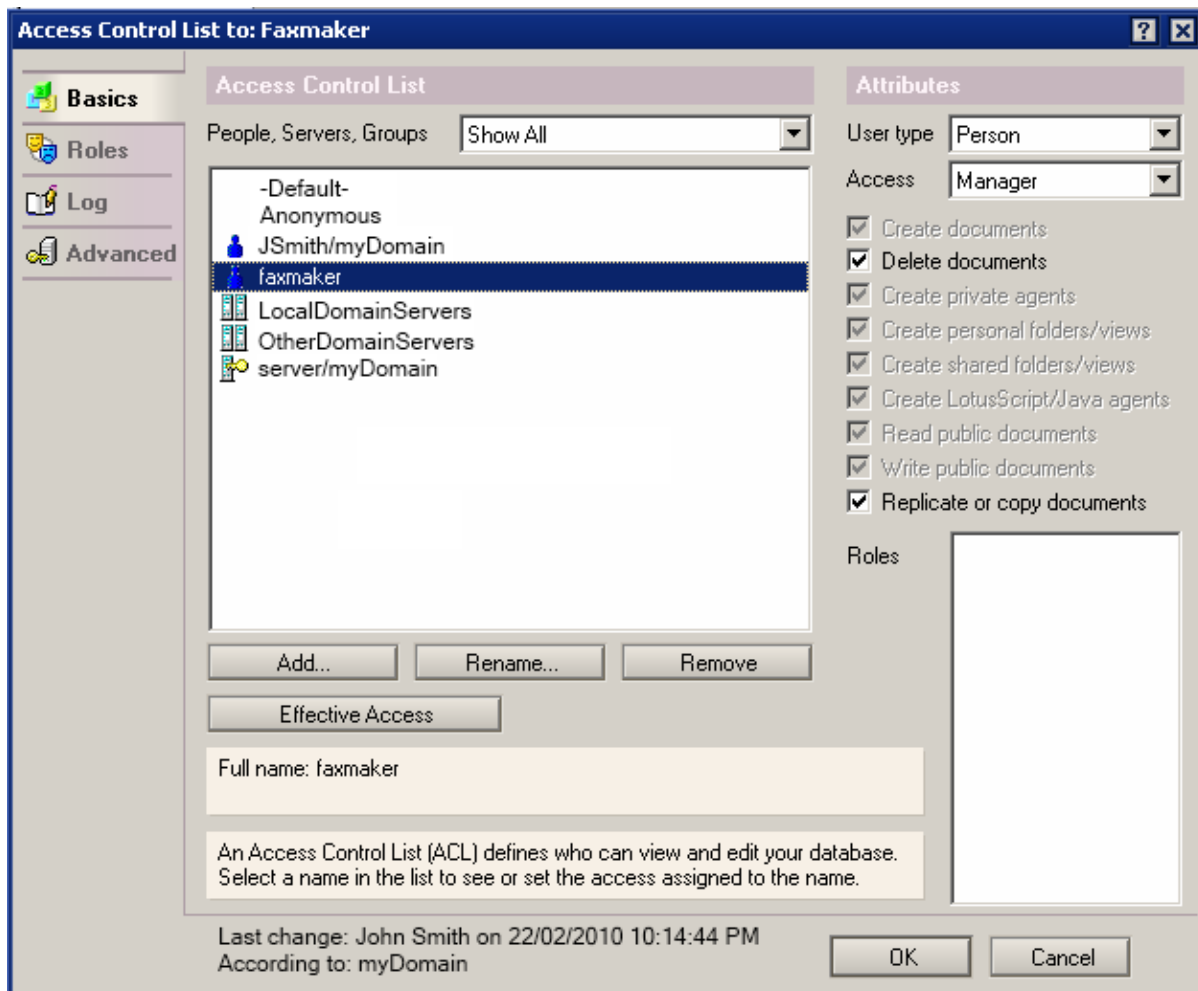 Access Control List to: Faxmaker
Basics
Roles
Log
Advanced
Access Control List
People, Servers, Groups Show All
-Default-
Anonymous
JSmith/myDomain
faxmaker
LocalDomainServers
OtherDomainServers
server/myDomain
Add... Rename... Remove
Effective Access
Full name: faxmaker
An Access Control List (ACL) defines who can view and edit your database.
Select a name in the list to see or set the access assigned to the name.
Attributes
User type Person
Access Manager
Create documents
Delete documents
Create private agents
Create personal folders/views
Create shared folders/views
Create LotusScript/Java agents
Read public documents
Write public documents
Replicate or copy documents
Roles
Last change: John Smith on 22/02/2010 10:14:44 PM
According to: myDomain
OK Cancel